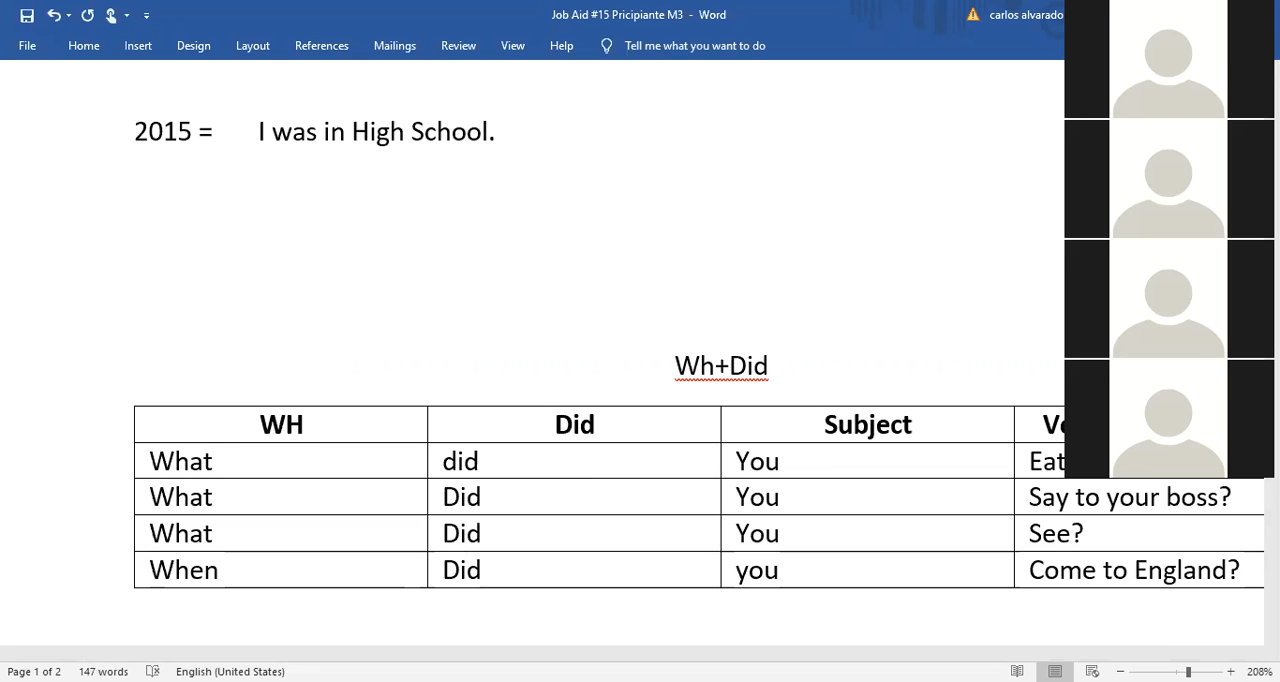 Job Aid #15 Pricipiante M3 - Word
carlos alvarado
File Home Insert Design Layout References Mailings Review View Help Tell me what you want to do
2015 = I was in High School.
Wh+Did
WH Did Subject
What did You Eat
What Did You Say to your boss?
What Did You See?
When Did you Come to England?
Page 1 of 2 147 words English (United States) 208%